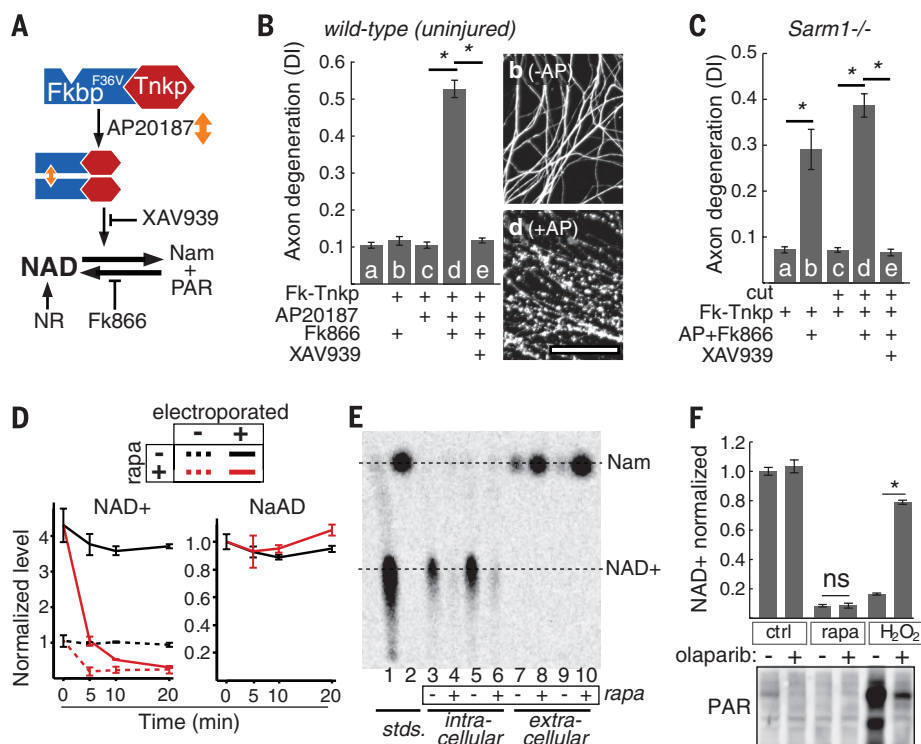 A
Fkbp F36V Tnkp
AP20187
XAV939
NAD
Nam
+
PAR
NR
Fk866
B
wild-type (uninjured)
Axon degeneration (DI)
0.5
0.4
0.3
0.2
0.1
* *
a b c d e
Fk-Tnkp + + + +
AP20187 + + +
Fk866 + + +
XAV939 +
b (-AP)
d (+AP)
C
Sarm1-/-
Axon degeneration (DI)
0.5
0.4
0.3
0.2
0.1
* * *
a b c d e
cut + + +
Fk-Tnkp + + + + +
AP+Fk866 + + +
XAV939 +
D
electroporated
- +
rapa
-
+
NAD+
NaAD
Normalized level
4
3
2
1
1.0
0.8
0.6
0.4
0.2
0 5 10 20
0 5 10 20
Time (min)
E
Nam
NAD+
1 2 3 4 5 6 7 8 9 10
- + - + - + - + rapa
stds.
intra-
cellular
extra-
cellular
F
NAD+ normalized
1.2
1.0
0.8
0.6
0.4
0.2
ns
*
ctrl rapa H2O2
olaparib: - + - + - +
PAR